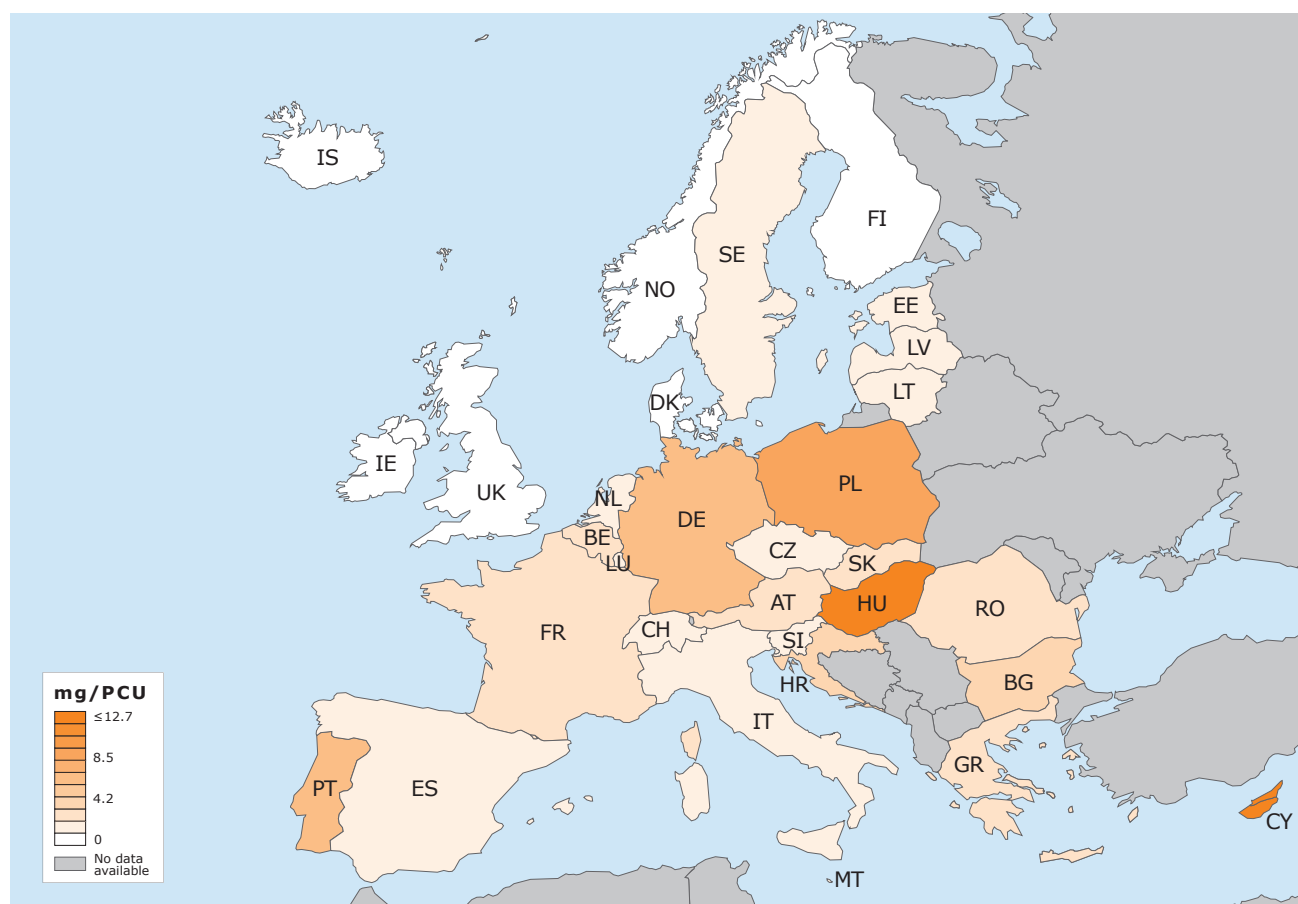 IS
FI
SE
NO
EE
LV
LT
DK
IE
UK
NL
PL
DE
BE
LU
CZ
SK
AT
HU
RO
FR
CH
SI
HR
BG
IT
GR
PT
ES
CY
MT
mg/PCU
≤12.7
8.5
4.2
0
No data
available